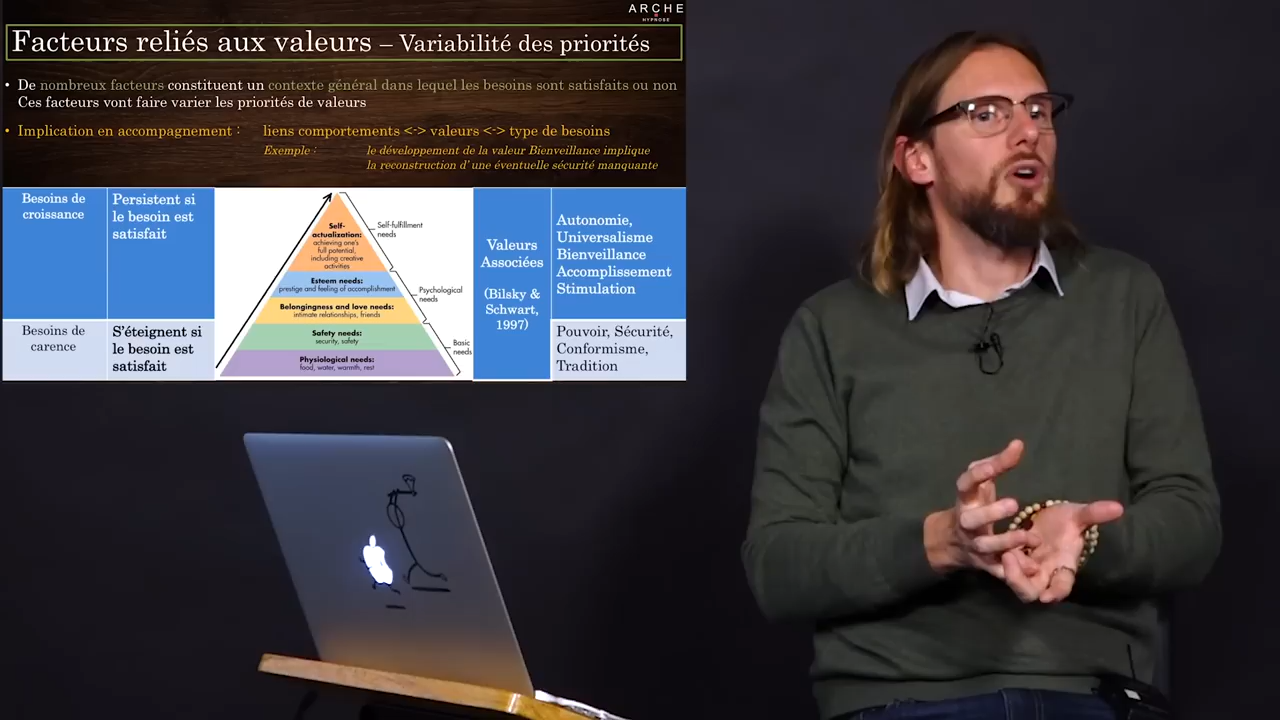 ARCHE
HYPNOSE
Facteurs reliés aux valeurs – Variabilité des priorités
• De nombreux facteurs constituent un contexte général dans lequel les besoins sont satisfaits ou non
Ces facteurs vont faire varier les priorités de valeurs
• Implication en accompagnement : liens comportements <-> valeurs <-> type de besoins
Exemple : le développement de la valeur Bienveillance implique
la reconstruction d' une éventuelle sécurité manquante
Besoins de
croissance
Persistent si
le besoin est
satisfait
Besoins de
carence
S'éteignent si
le besoin est
satisfait
Self-
actualization:
achieving one's
full potential,
including creative
activities
Esteem needs:
prestige and feeling of accomplishment
Belongingness and love needs:
intimate relationships, friends
Safety needs:
security, safety
Physiological needs:
food, water, warmth, rest
Self-fulfillment
needs
Psychological
needs
Basic
needs
Valeurs
Associées
(Bilsky &
Schwart,
1997)
Autonomie,
Universalisme
Bienveillance
Accomplissement
Stimulation
Pouvoir, Sécurité,
Conformisme,
Tradition